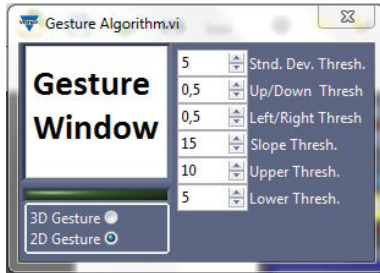 Gesture Algorithm.vi
Gesture
Window
5 Stnd. Dev. Thresh.
0,5 Up/Down Thresh
0,5 Left/Right Thresh
15 Slope Thresh.
10 Upper Thresh.
5 Lower Thresh.
3D Gesture
2D Gesture